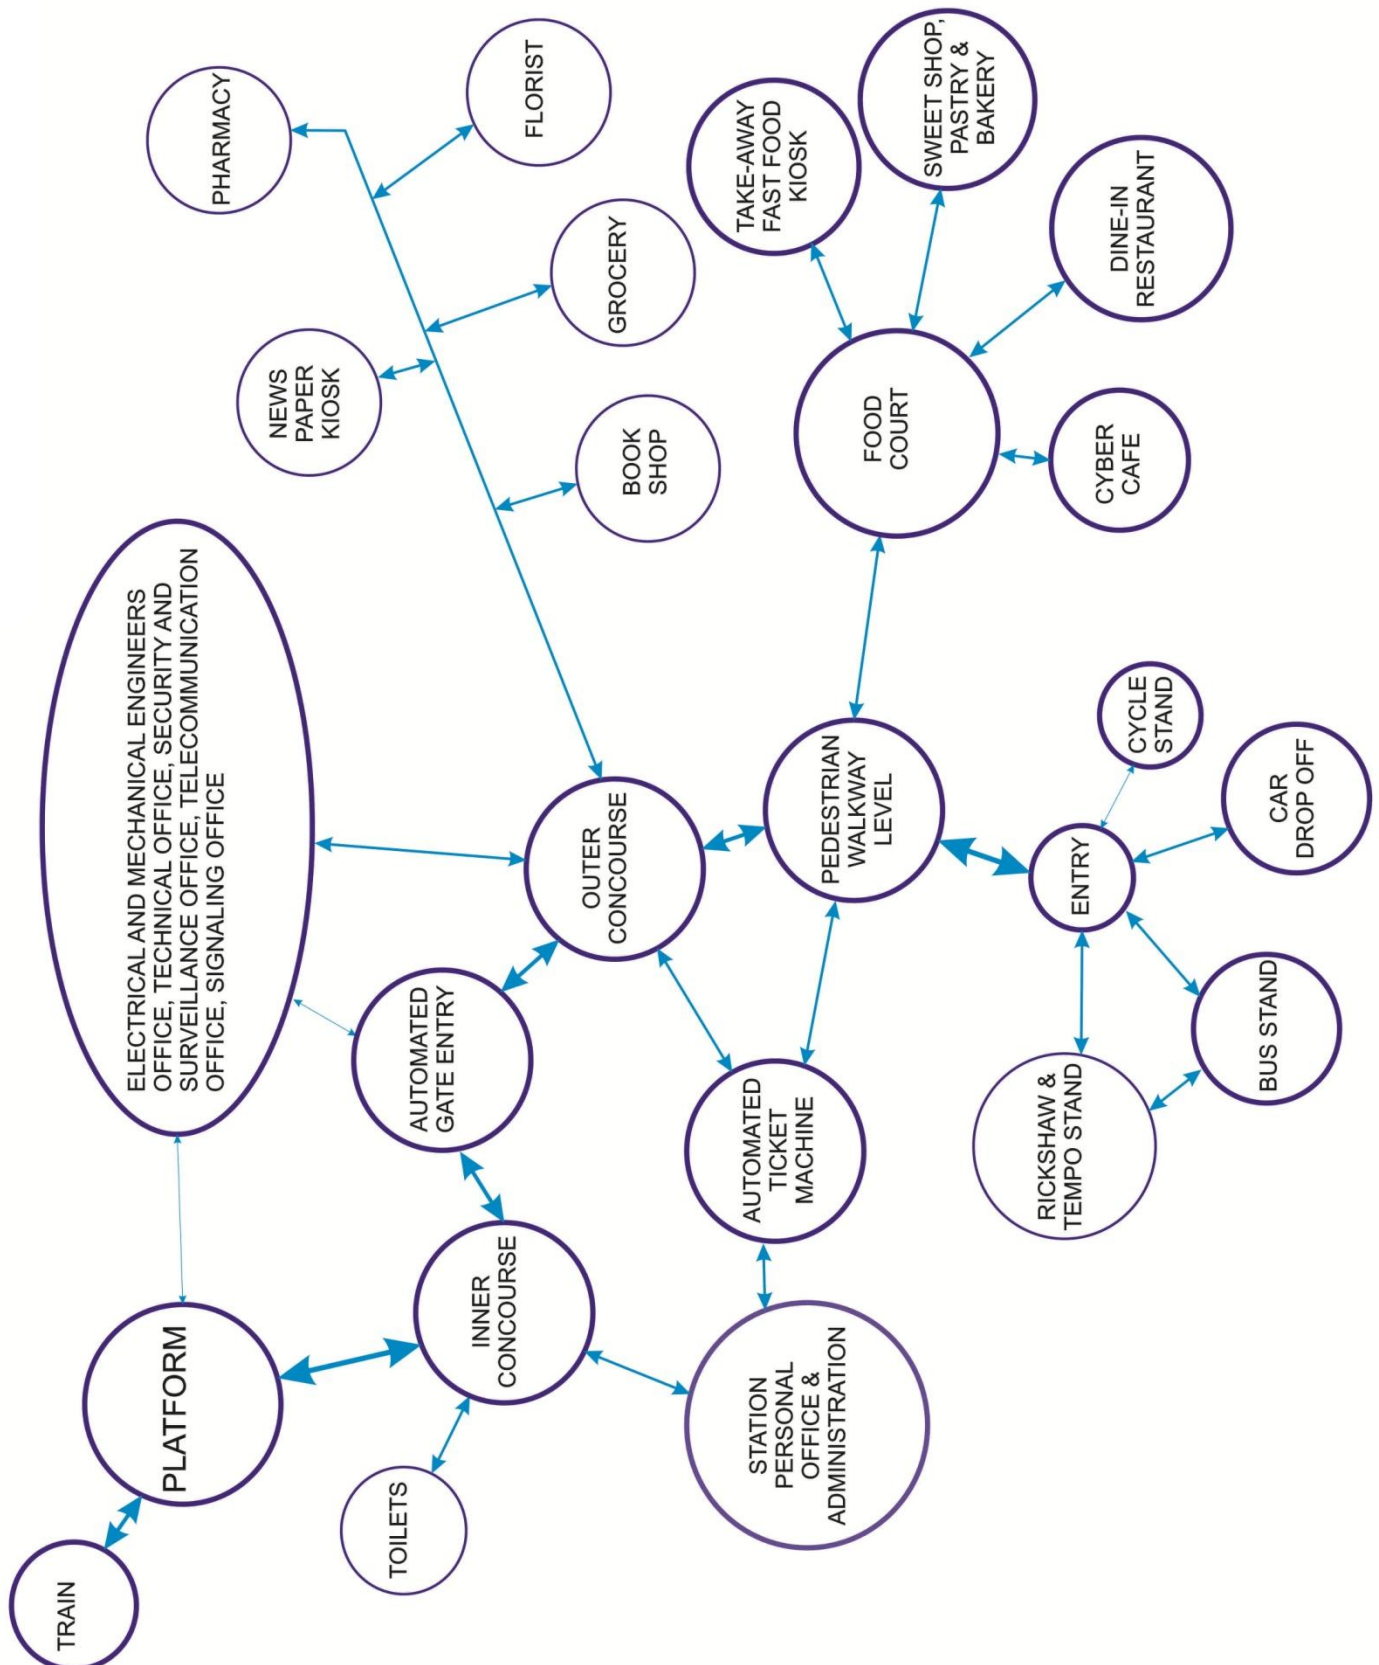 TRAIN
PLATFORM
TOILETS
INNER
CONCOURSE
STATION
PERSONAL
OFFICE &
ADMINISTRATION
ELECTRICAL AND MECHANICAL ENGINEERS
OFFICE, TECHNICAL OFFICE, SECURITY AND
SURVEILLANCE OFFICE, TELECOMMUNICATION
OFFICE, SIGNALING OFFICE
AUTOMATED
GATE ENTRY
AUTOMATED
TICKET
MACHINE
RICKSHAW &
TEMPO STAND
BUS STAND
OUTER
CONCOURSE
PEDESTRIAN
WALKWAY
LEVEL
ENTRY
CAR
DROP OFF
CYCLE
STAND
NEWS
PAPER
KIOSK
BOOK
SHOP
FOOD
COURT
CYBER
CAFE
PHARMACY
FLORIST
GROCERY
TAKE-AWAY
FAST FOOD
KIOSK
SWEET SHOP,
PASTRY &
BAKERY
DINE-IN
RESTAURANT